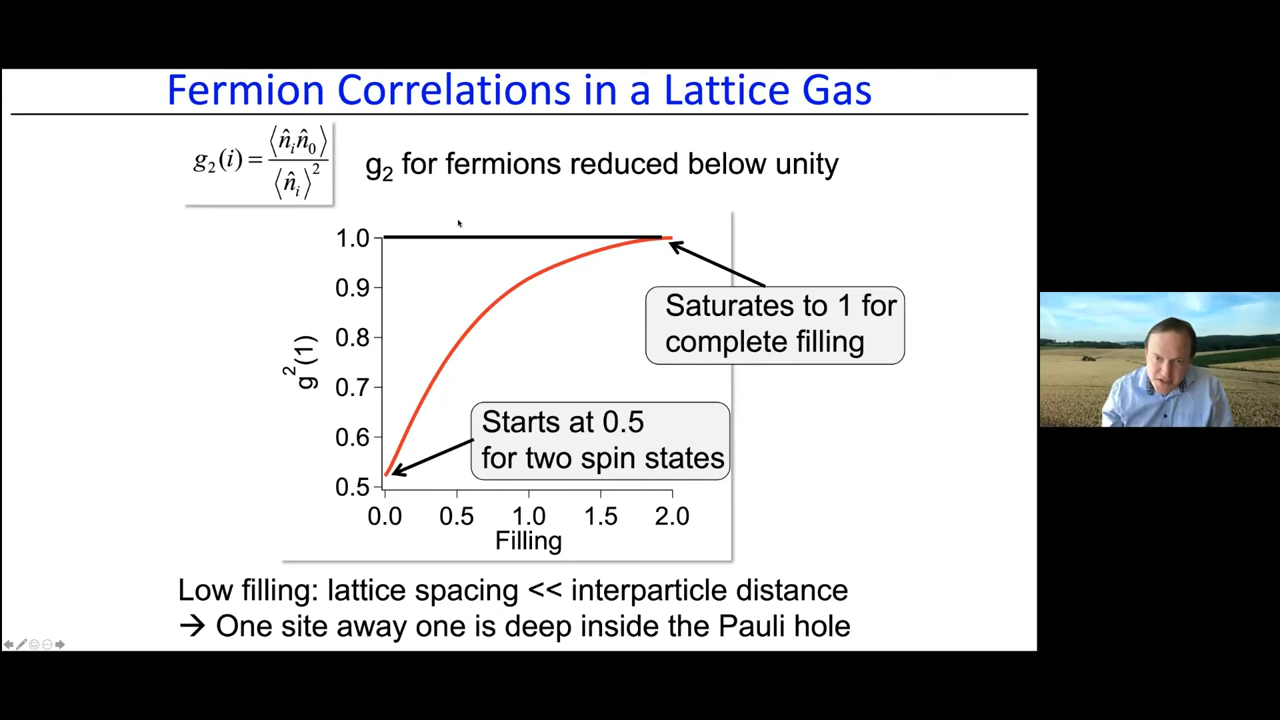 Fermion Correlations in a Lattice Gas
g₂(i) = ⟨n̂ᵢn̂₀⟩ / ⟨n̂ᵢ⟩²
g₂ for fermions reduced below unity
1.0
0.9
0.8
0.7
0.6
0.5
g²(1)
Saturates to 1 for
complete filling
Starts at 0.5
for two spin states
0.0 0.5 1.0 1.5 2.0
Filling
Low filling: lattice spacing << interparticle distance
→ One site away one is deep inside the Pauli hole